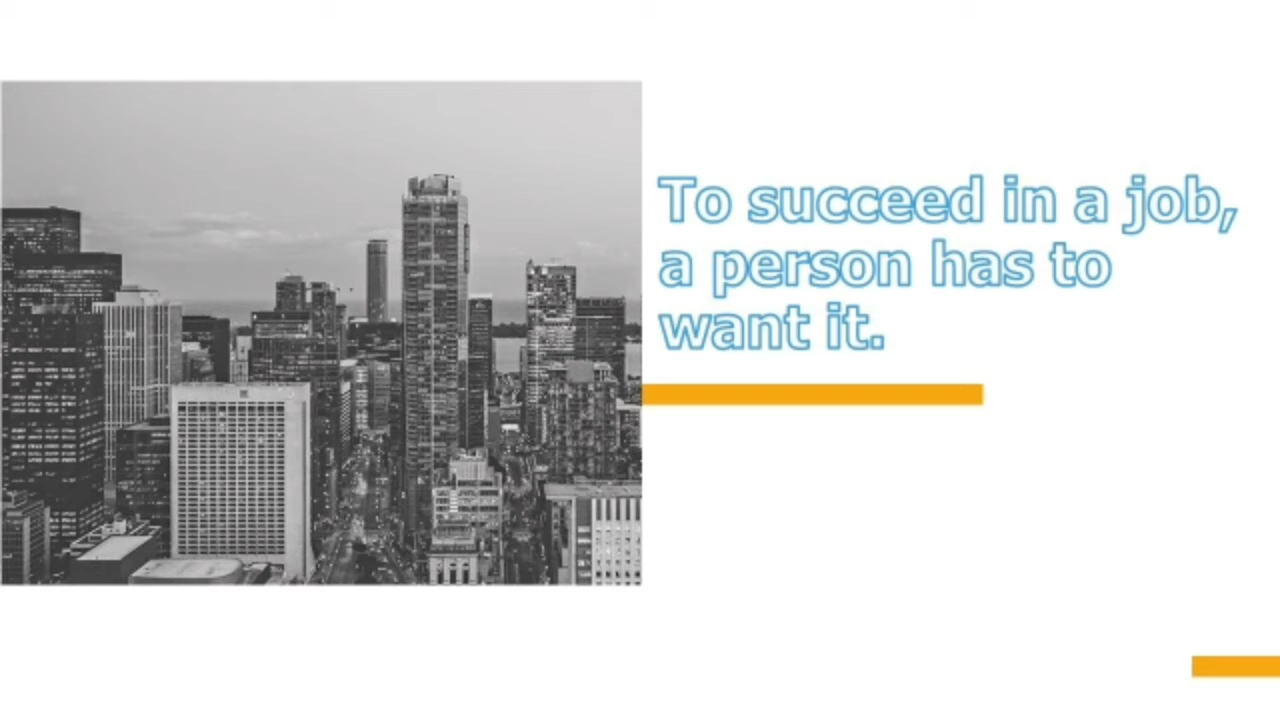 To succeed in a job,
a person has to
want it.